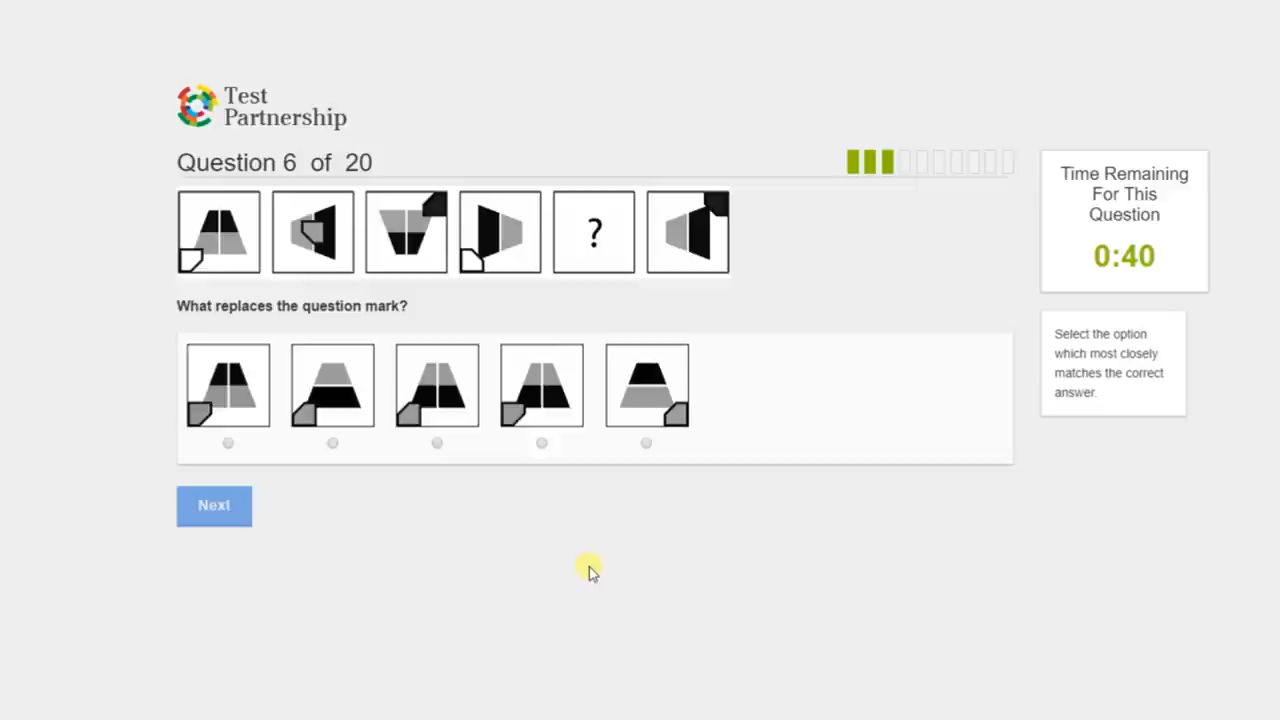 Test
Partnership
Question 6 of 20
Time Remaining
For This
Question
0:40
?
What replaces the question mark?
Select the option
which most closely
matches the correct
answer.
Next